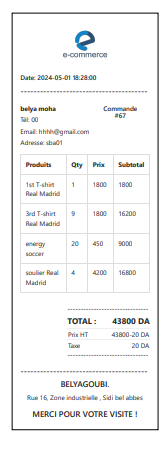 e-commerce
Date: 2024-05-01 18:28:00
belya moha
Commande
#67
Tél: 00
Email: hhhh@gmail.com
Adresse: sba01
Produits Qty Prix Subtotal
1st T-shirt
Real Madrid 1 1800 1800
3rd T-shirt
Real Madrid 9 1800 16200
energy
soccer 20 450 9000
soulier Real
Madrid 4 4200 16800
TOTAL : 43800 DA
Prix HT 43800-20 DA
Taxe 20 DA
BELYAGOUBI.
Rue 16, Zone industrielle , Sidi bel abbes
MERCI POUR VOTRE VISITE !